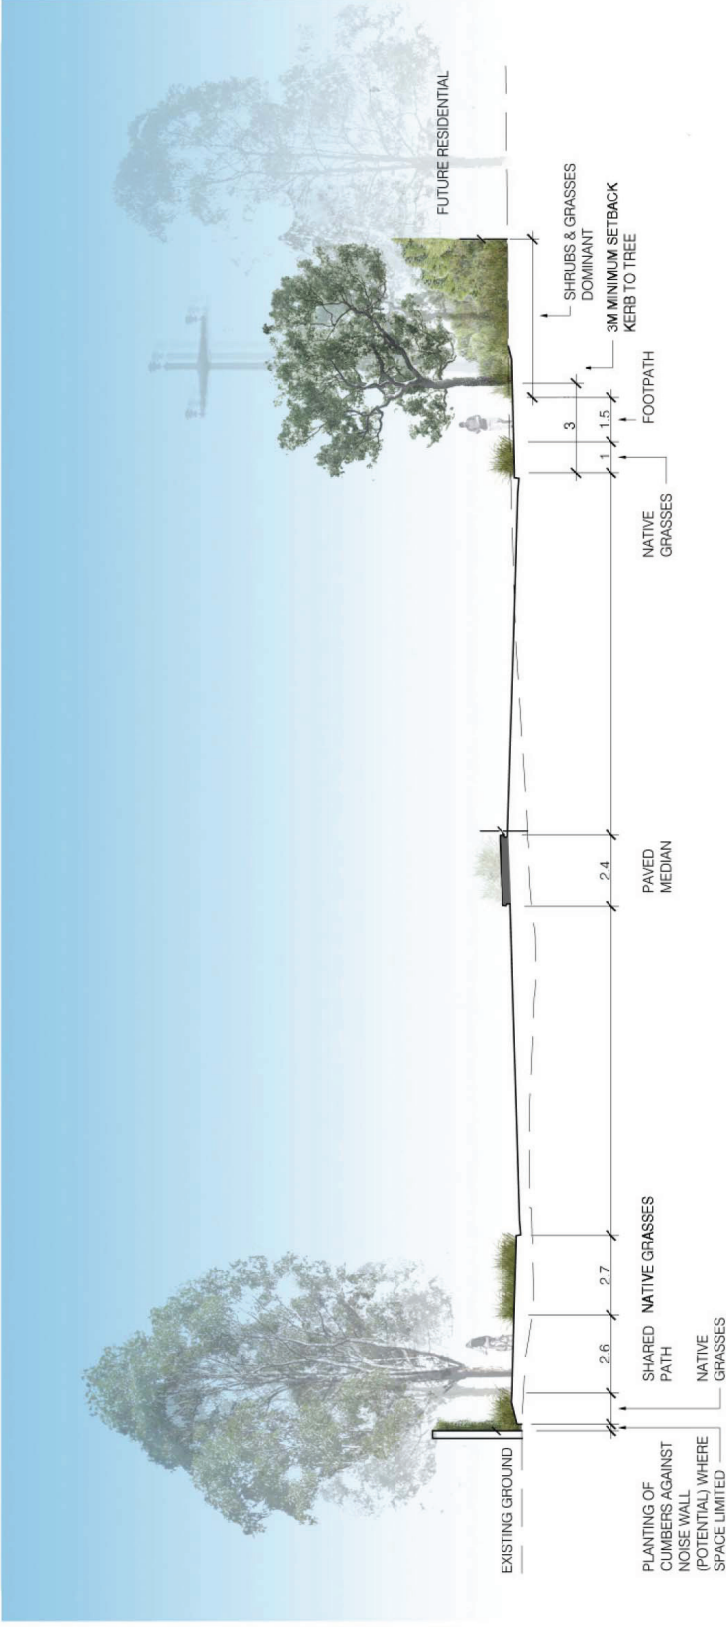 EXISTING GROUND
FUTURE RESIDENTIAL
2.6
2.7
2.4
1
1.5
3
PLANTING OF
CUMBERS AGAINST
NOISE WALL
(POTENTIAL) WHERE
SPACE LIMITED
NATIVE
GRASSES
SHARED
PATH
NATIVE GRASSES
PAVED
MEDIAN
NATIVE
GRASSES
FOOTPATH
3M MINIMUM SETBACK
KERB TO TREE
SHRUBS & GRASSES
DOMINANT